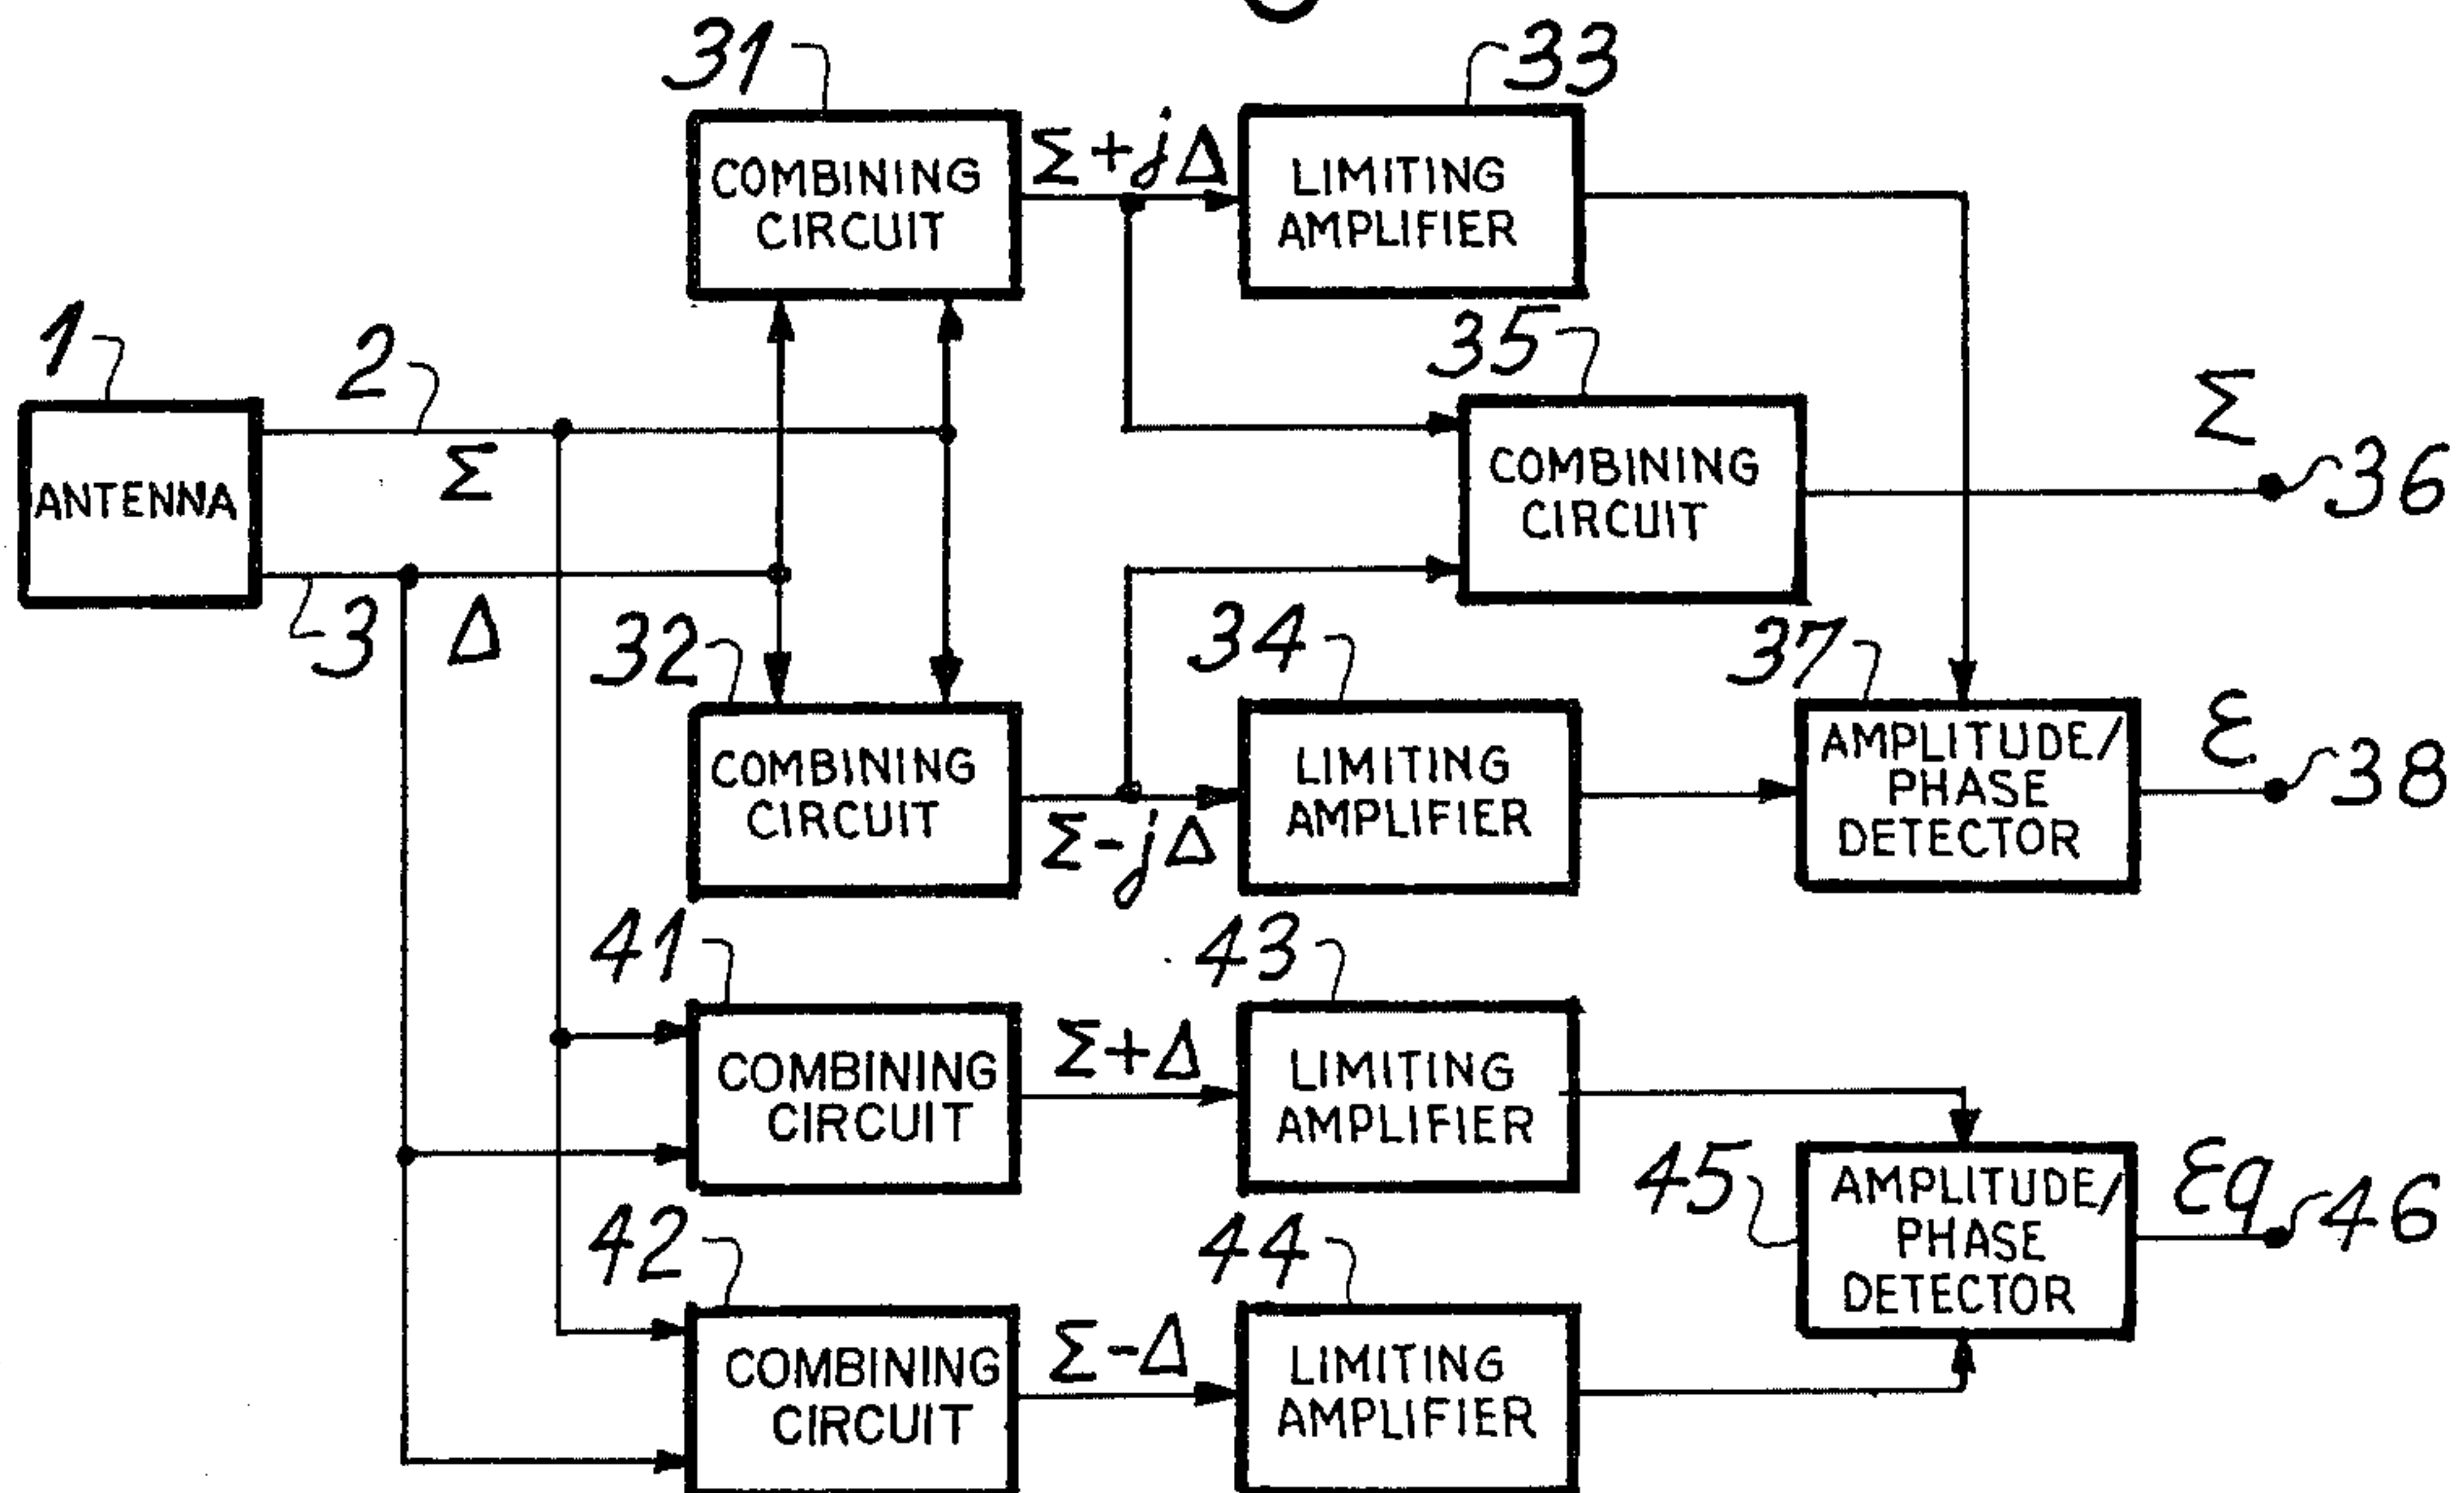 31
33
COMBINING
CIRCUIT
Σ+jΔ
LIMITING
AMPLIFIER
1
2
35
ANTENNA
Σ
COMBINING
CIRCUIT
Σ
36
3
Δ
32
34
37
COMBINING
CIRCUIT
Σ-jΔ
LIMITING
AMPLIFIER
AMPLITUDE/
PHASE
DETECTOR
ε
38
41
43
COMBINING
CIRCUIT
Σ+Δ
LIMITING
AMPLIFIER
45
AMPLITUDE/
PHASE
DETECTOR
εq
46
42
44
COMBINING
CIRCUIT
Σ-Δ
LIMITING
AMPLIFIER